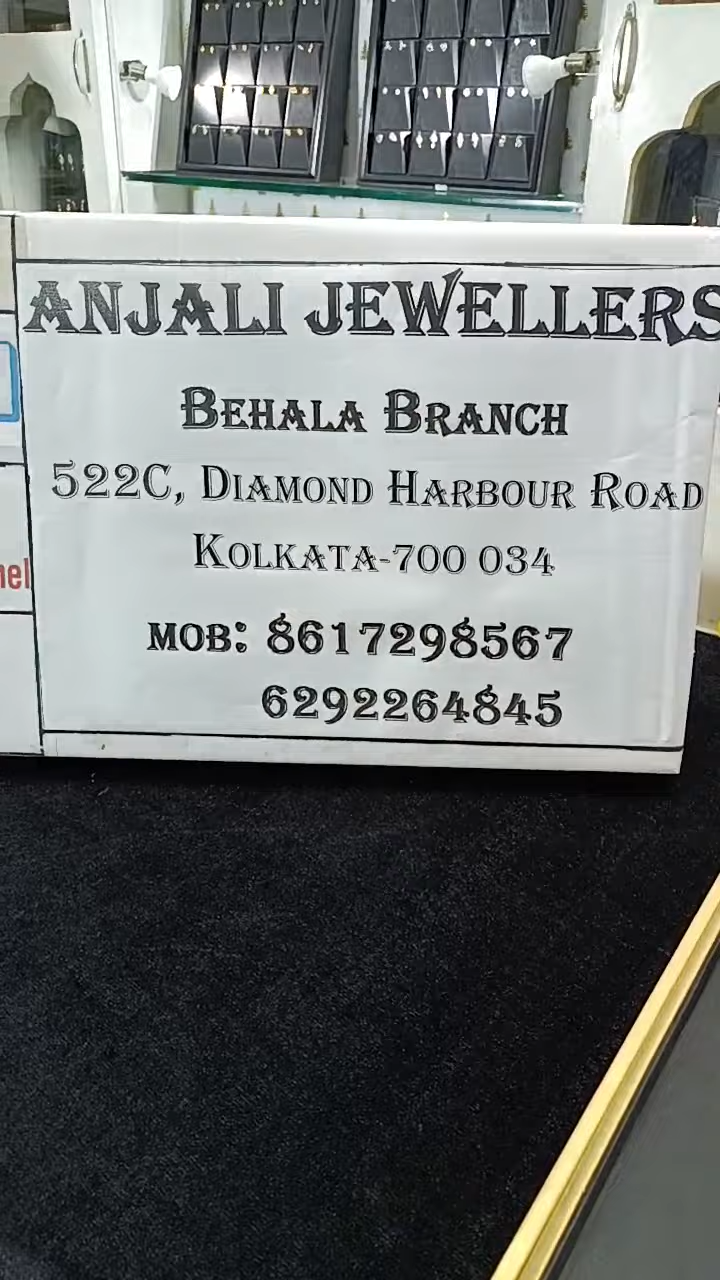 ANJALI JEWELLERS
BEHALA BRANCH
522C, DIAMOND HARBOUR ROAD
KOLKATA-700 034
MOB: 8617298567
6292264845